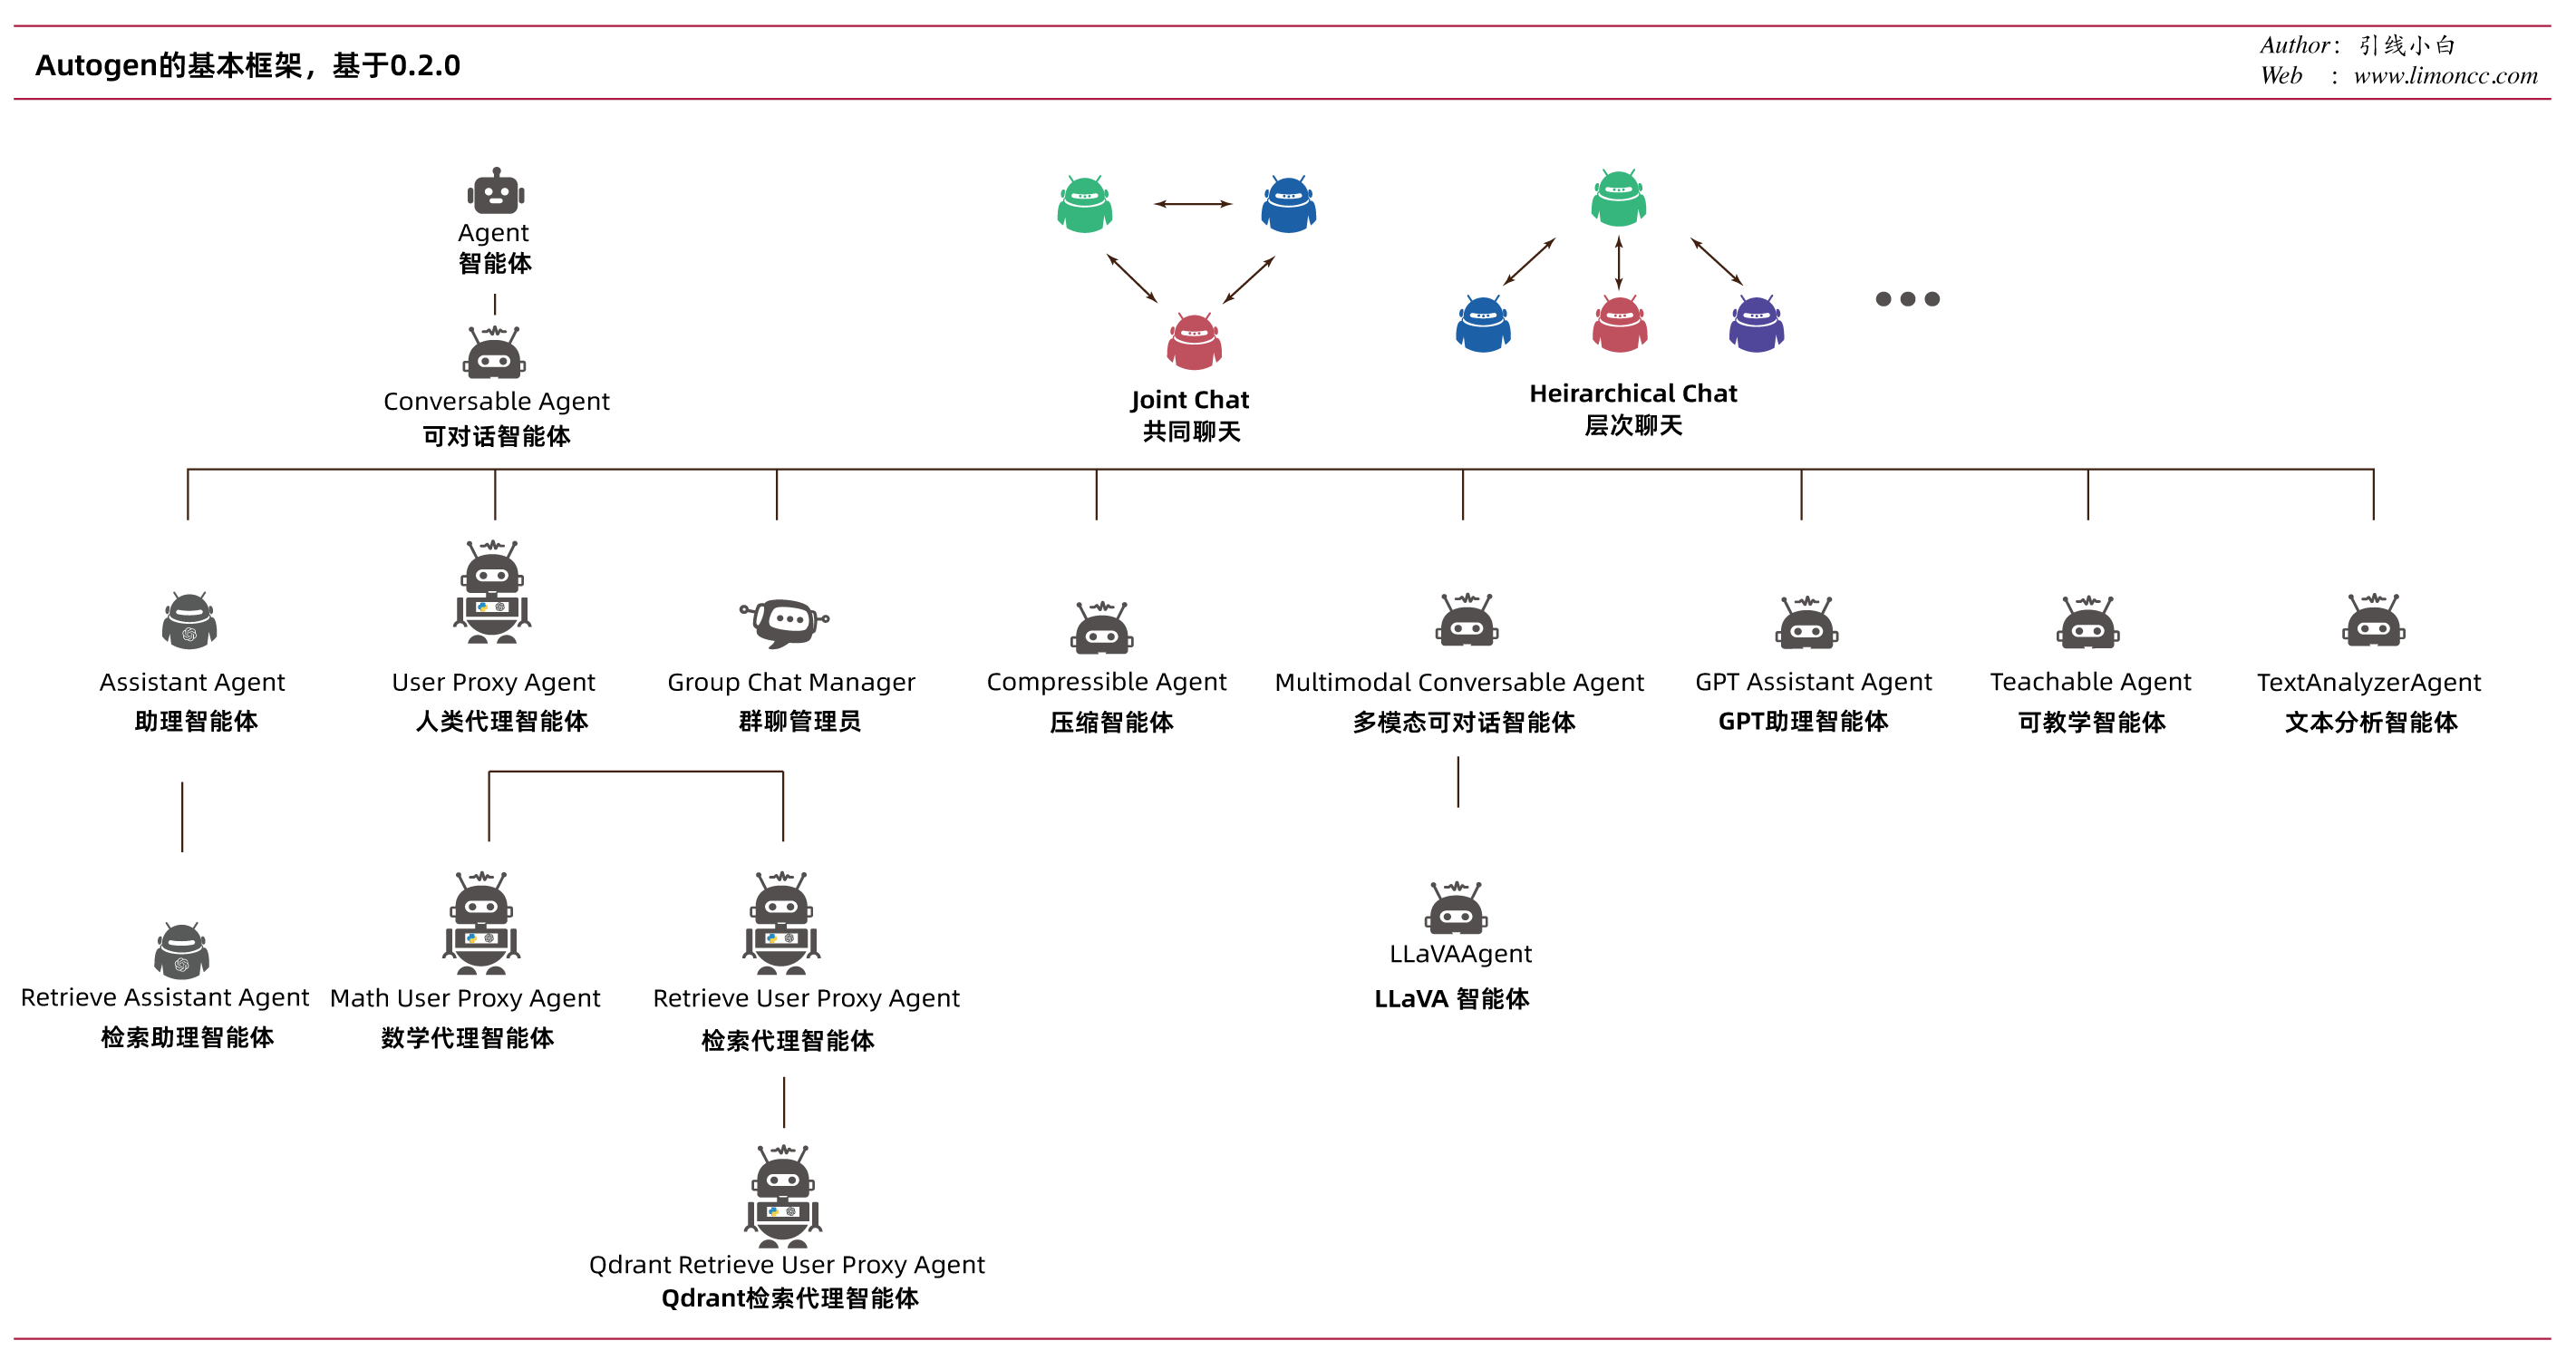 Autogen的基本框架，基于0.2.0
Author：引线小白
Web ：www.limoncc.com
Agent
智能体
Conversable Agent
可对话智能体
Joint Chat
共同聊天
Heirarchical Chat
层次聊天
Assistant Agent
助理智能体
User Proxy Agent
人类代理智能体
Group Chat Manager
群聊管理员
Compressible Agent
压缩智能体
Multimodal Conversable Agent
多模态可对话智能体
GPT Assistant Agent
GPT助理智能体
Teachable Agent
可教学智能体
TextAnalyzerAgent
文本分析智能体
Retrieve Assistant Agent
检索助理智能体
Math User Proxy Agent
数学代理智能体
Retrieve User Proxy Agent
检索代理智能体
LLaVAAgent
LLaVA 智能体
Qdrant Retrieve User Proxy Agent
Qdrant检索代理智能体